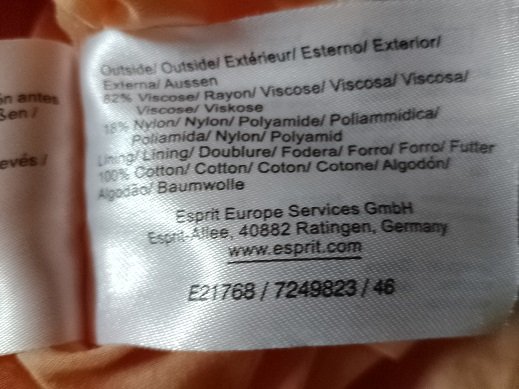 Outside/ Outside/ Extérieur/ Esterno/ Exterior/
Externa/ Aussen
82% Viscose/ Rayon/ Viscose/ Viscosa/ Viscosa/
Viscose/ Viskose
18% Nylon/ Nylon/ Polyamide/ Poliammidica/
Poliamida/ Nylon/ Polyamid
Lining/ Lining/ Doublure/ Fodera/ Forro/ Forro/ Futter
100% Cotton/ Cotton/ Coton/ Cotone/ Algodón/
Algodão/ Baumwolle
Esprit Europe Services GmbH
Esprit-Allee, 40882 Ratingen, Germany
www.esprit.com
E21768 / 7249823 / 46
antes